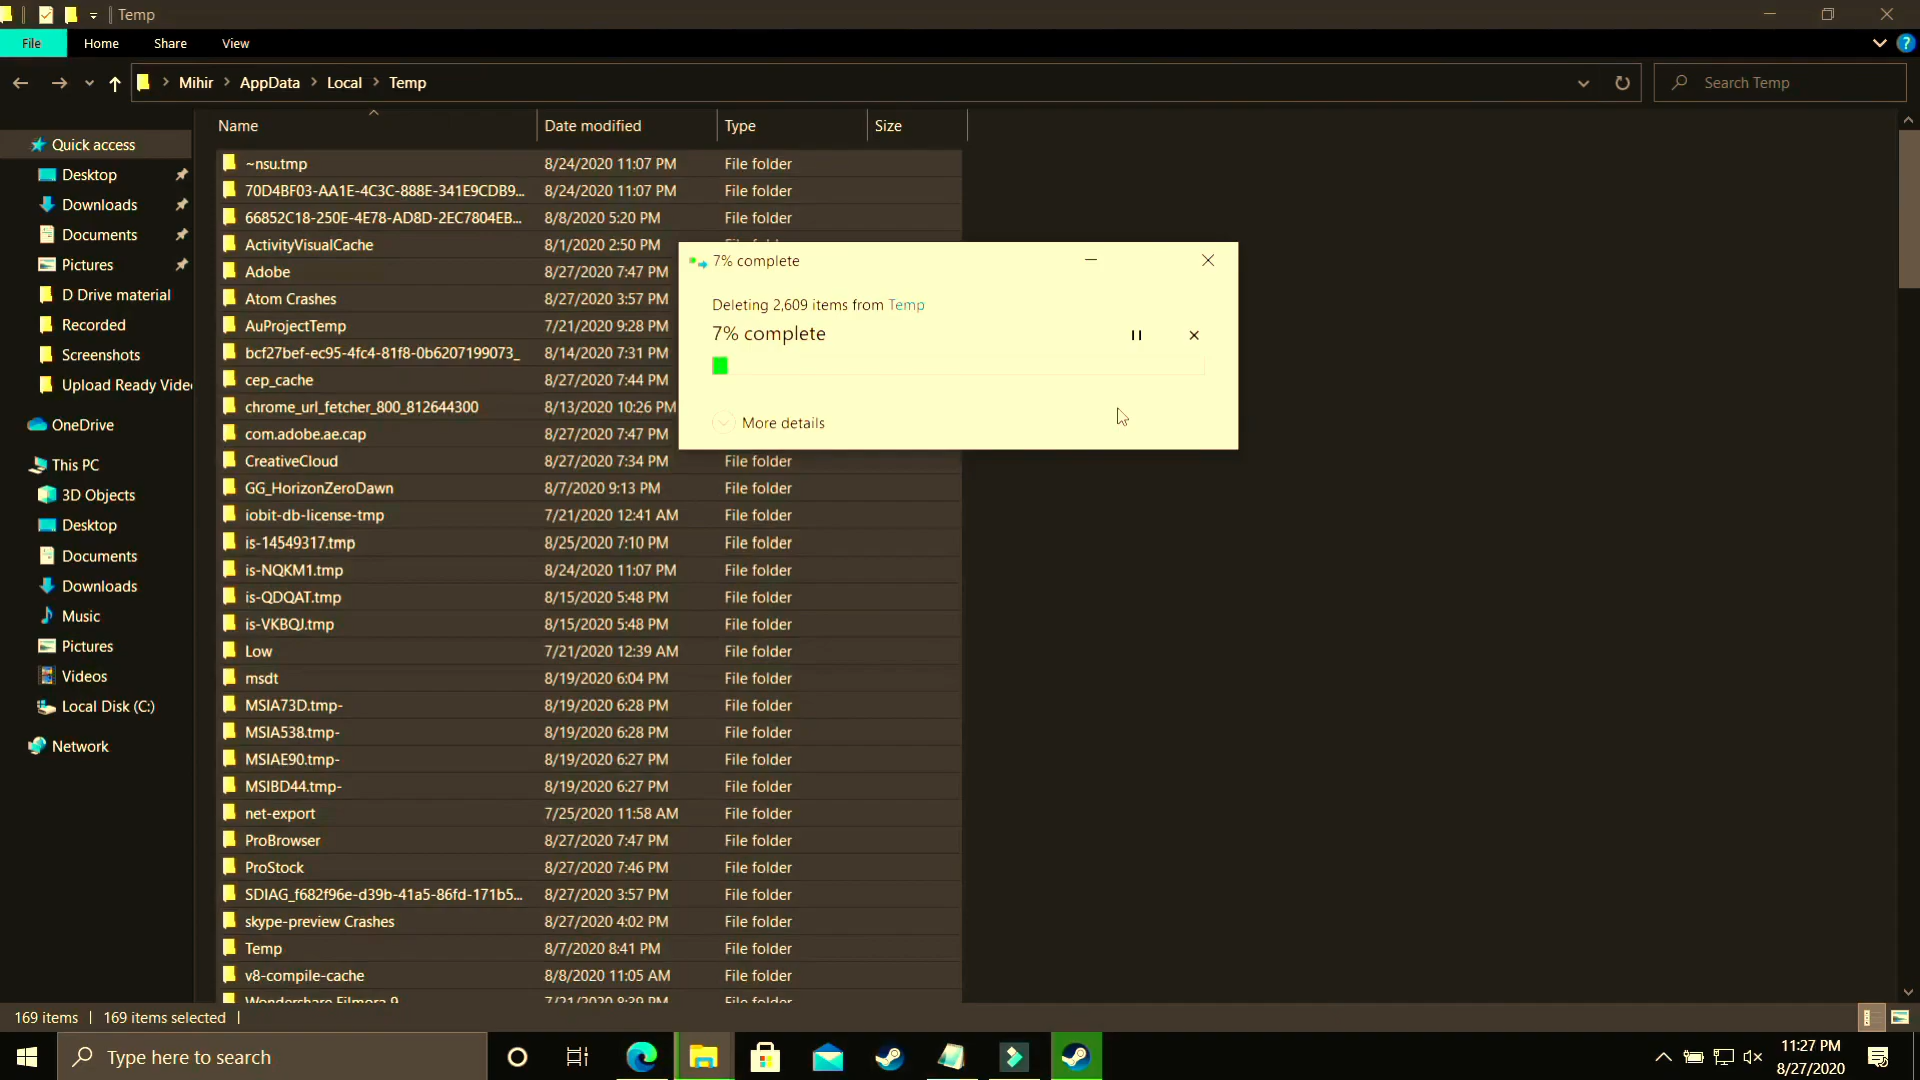 Temp
File Home Share View
Mihir AppData Local Temp
Search Temp
Name Date modified Type Size
Quick access
Desktop
Downloads
Documents
Pictures
D Drive material
Recorded
Screenshots
Upload Ready Vide
OneDrive
This PC
3D Objects
Desktop
Documents
Downloads
Music
Pictures
Videos
Local Disk (C:)
Network
~nsu.tmp 8/24/2020 11:07 PM File folder
70D4BF03-AA1E-4C3C-888E-341E9CDB9... 8/24/2020 11:07 PM File folder
66852C18-250E-4E78-AD8D-2EC7804EB... 8/8/2020 5:20 PM File folder
ActivityVisualCache 8/1/2020 2:50 PM
Adobe 8/27/2020 7:47 PM
Atom Crashes 8/27/2020 3:57 PM
AuProjectTemp 7/21/2020 9:28 PM
bcf27bef-ec95-4fc4-81f8-0b6207199073_ 8/14/2020 7:31 PM
cep_cache 8/27/2020 7:44 PM
chrome_url_fetcher_800_812644300 8/13/2020 10:26 PM
com.adobe.ae.cap 8/27/2020 7:47 PM
CreativeCloud 8/27/2020 7:34 PM File folder
GG_HorizonZeroDawn 8/7/2020 9:13 PM File folder
iobit-db-license-tmp 7/21/2020 12:41 AM File folder
is-14549317.tmp 8/25/2020 7:10 PM File folder
is-NQKM1.tmp 8/24/2020 11:07 PM File folder
is-QDQAT.tmp 8/15/2020 5:48 PM File folder
is-VKBQJ.tmp 8/15/2020 5:48 PM File folder
Low 7/21/2020 12:39 AM File folder
msdt 8/19/2020 6:04 PM File folder
MSIA73D.tmp- 8/19/2020 6:28 PM File folder
MSIA538.tmp- 8/19/2020 6:28 PM File folder
MSIAE90.tmp- 8/19/2020 6:27 PM File folder
MSIBD44.tmp- 8/19/2020 6:27 PM File folder
net-export 7/25/2020 11:58 AM File folder
ProBrowser 8/27/2020 7:47 PM File folder
ProStock 8/27/2020 7:46 PM File folder
SDIAG_f682f96e-d39b-41a5-86fd-171b5... 8/27/2020 3:57 PM File folder
skype-preview Crashes 8/27/2020 4:02 PM File folder
Temp 8/7/2020 8:41 PM File folder
v8-compile-cache 8/8/2020 11:05 AM File folder
Wondershare Filmora 9 7/21/2020 8:39 PM File folder
7% complete
Deleting 2,609 items from Temp
7% complete
More details
169 items 169 items selected
Type here to search
11:27 PM
8/27/2020